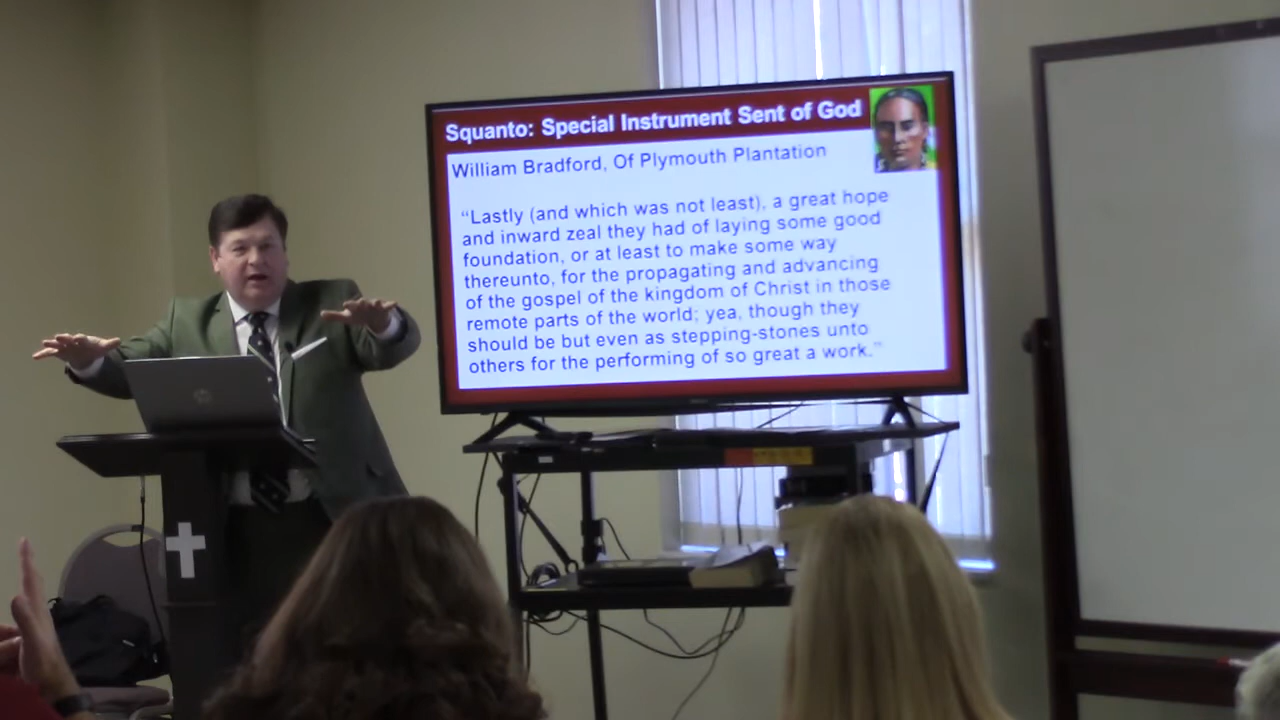 Squanto: Special Instrument Sent of God
William Bradford, Of Plymouth Plantation
“Lastly (and which was not least), a great hope
and inward zeal they had of laying some good
foundation, or at least to make some way
thereunto, for the propagating and advancing
of the gospel of the kingdom of Christ in those
remote parts of the world; yea, though they
should be but even as stepping-stones unto
others for the performing of so great a work.”